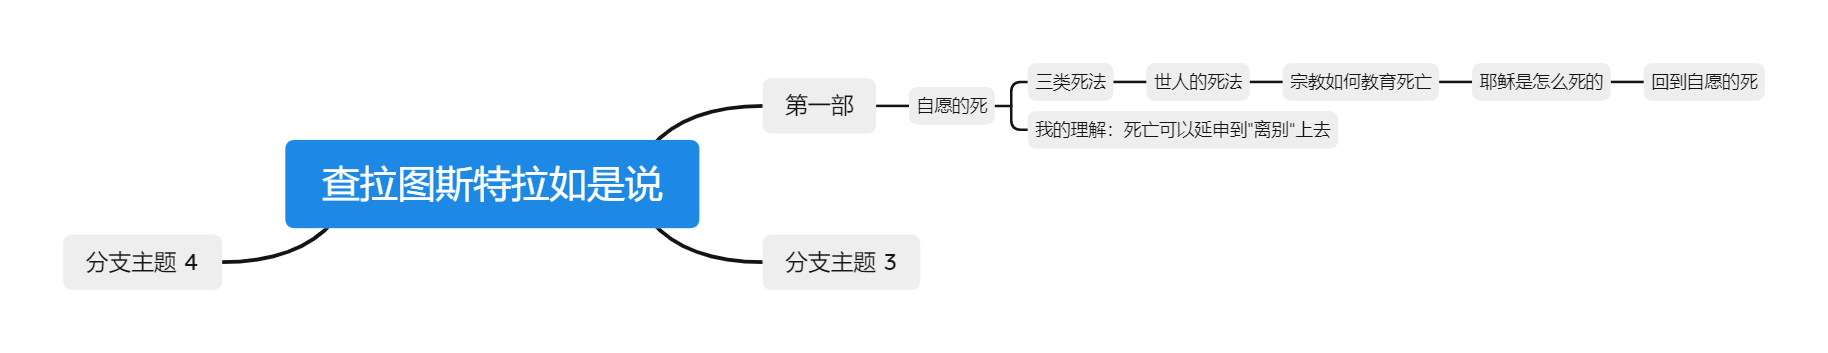 查拉图斯特拉如是说
第一部
自愿的死
三类死法
世人的死法
宗教如何教育死亡
耶稣是怎么死的
回到自愿的死
我的理解：死亡可以延申到"离别"上去
分支主题 3
分支主题 4